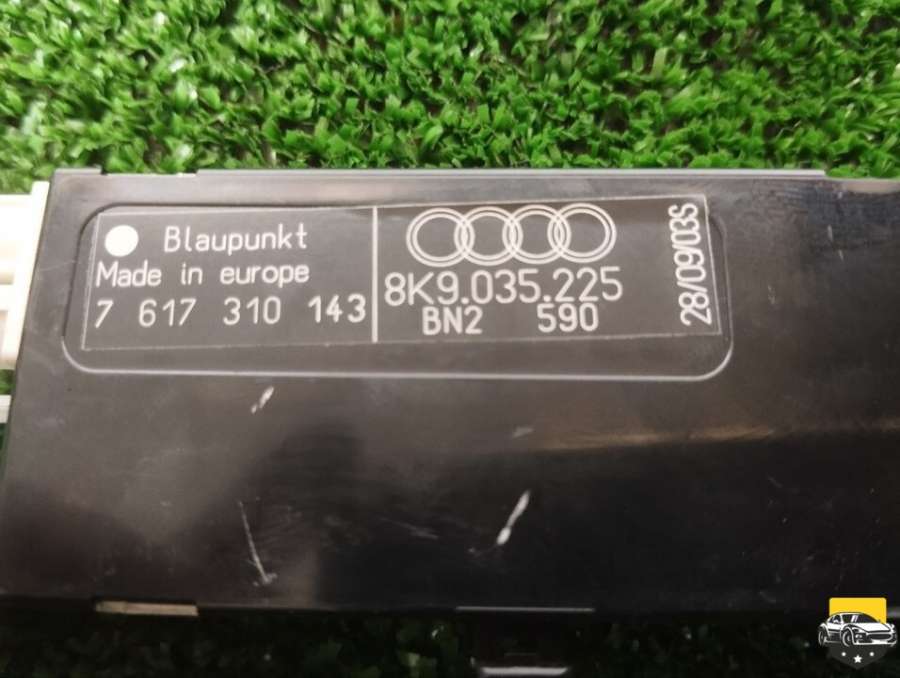 Blaupunkt
Made in europe
7 617 310 143
8K9.035.225
BN2 590
28/09/03S